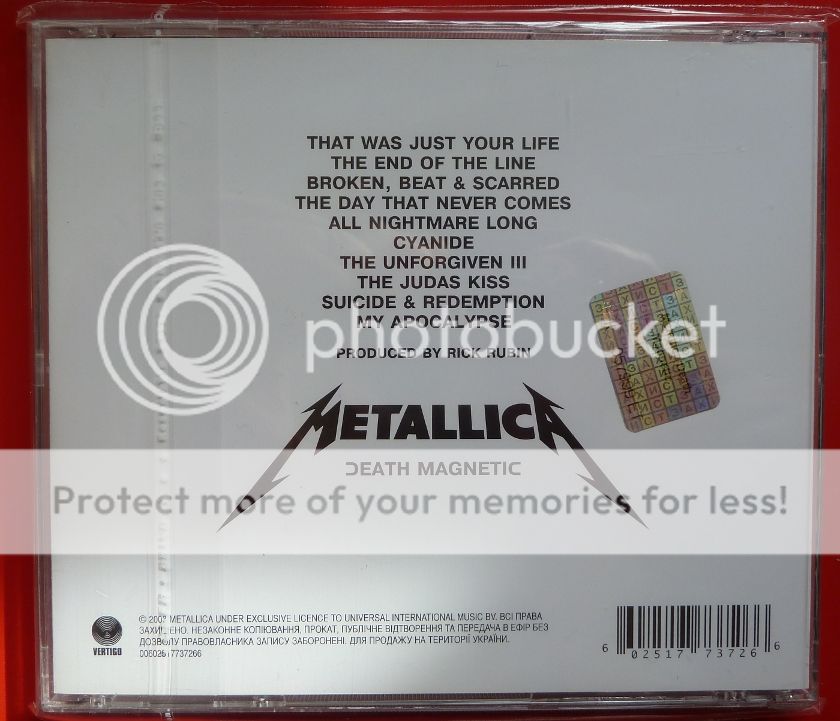 THAT WAS JUST YOUR LIFE
THE END OF THE LINE
BROKEN, BEAT & SCARRED
THE DAY THAT NEVER COMES
ALL NIGHTMARE LONG
CYANIDE
THE UNFORGIVEN III
THE JUDAS KISS
SUICIDE & REDEMPTION
MY APOCALYPSE
photobucket
PRODUCED BY RICK RUBIN
METALLICA
DEATH MAGNETIC
Protect more of your memories for less!
VERTIGO
© 2008 METALLICA UNDER EXCLUSIVE LICENCE TO UNIVERSAL INTERNATIONAL MUSIC BV. ВСІ ПРАВА
ЗАХИЩЕНО. НЕЗАКОННЕ КОПІЮВАННЯ, ПРОКАТ, ПУБЛІЧНЕ ВІДТВОРЕННЯ ТА ПЕРЕДАЧА В ЕФІР БЕЗ
ДОЗВОЛУ ПРАВОВЛАСНИКА ЗАПИСУ ЗАБОРОНЕНІ. ДЛЯ ПРОДАЖУ НА ТЕРИТОРІЇ УКРАЇНИ.
00602517737266
6 02517 73726 6